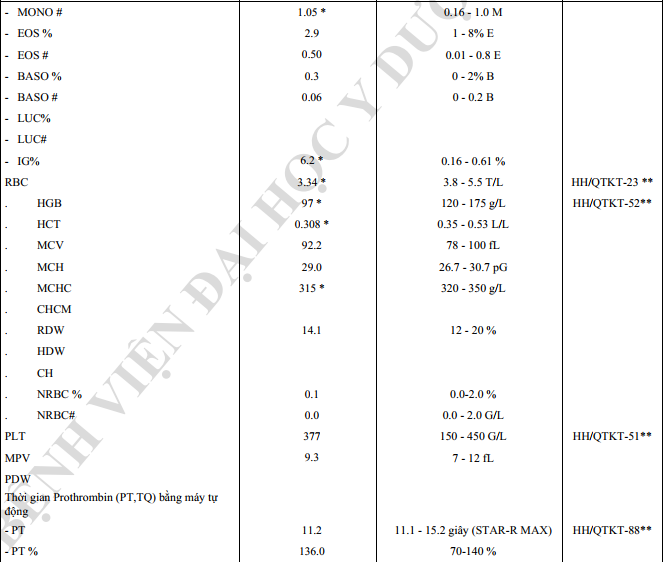 - MONO # 1.05 * 0.16 - 1.0 M
- EOS % 2.9 1 - 8% E
- EOS # 0.50 0.01 - 0.8 E
- BASO % 0.3 0 - 2% B
- BASO # 0.06 0 - 0.2 B
- LUC%
- LUC#
- IG% 6.2 * 0.16 - 0.61 %
RBC 3.34 * 3.8 - 5.5 T/L HH/QTKT-23 **
. HGB 97 * 120 - 175 g/L HH/QTKT-52**
. HCT 0.308 * 0.35 - 0.53 L/L
. MCV 92.2 78 - 100 fL
. MCH 29.0 26.7 - 30.7 pG
. MCHC 315 * 320 - 350 g/L
. CHCM
. RDW 14.1 12 - 20 %
. HDW
. CH
. NRBC % 0.1 0.0-2.0 %
. NRBC# 0.0 0.0 - 2.0 G/L
PLT 377 150 - 450 G/L HH/QTKT-51**
MPV 9.3 7 - 12 fL
PDW
Thời gian Prothrombin (PT,TQ) bằng máy tự
động
- PT 11.2 11.1 - 15.2 giây (STAR-R MAX) HH/QTKT-88**
- PT % 136.0 70-140 %
BỆNH VIỆN ĐẠI HỌC Y DƯỢC